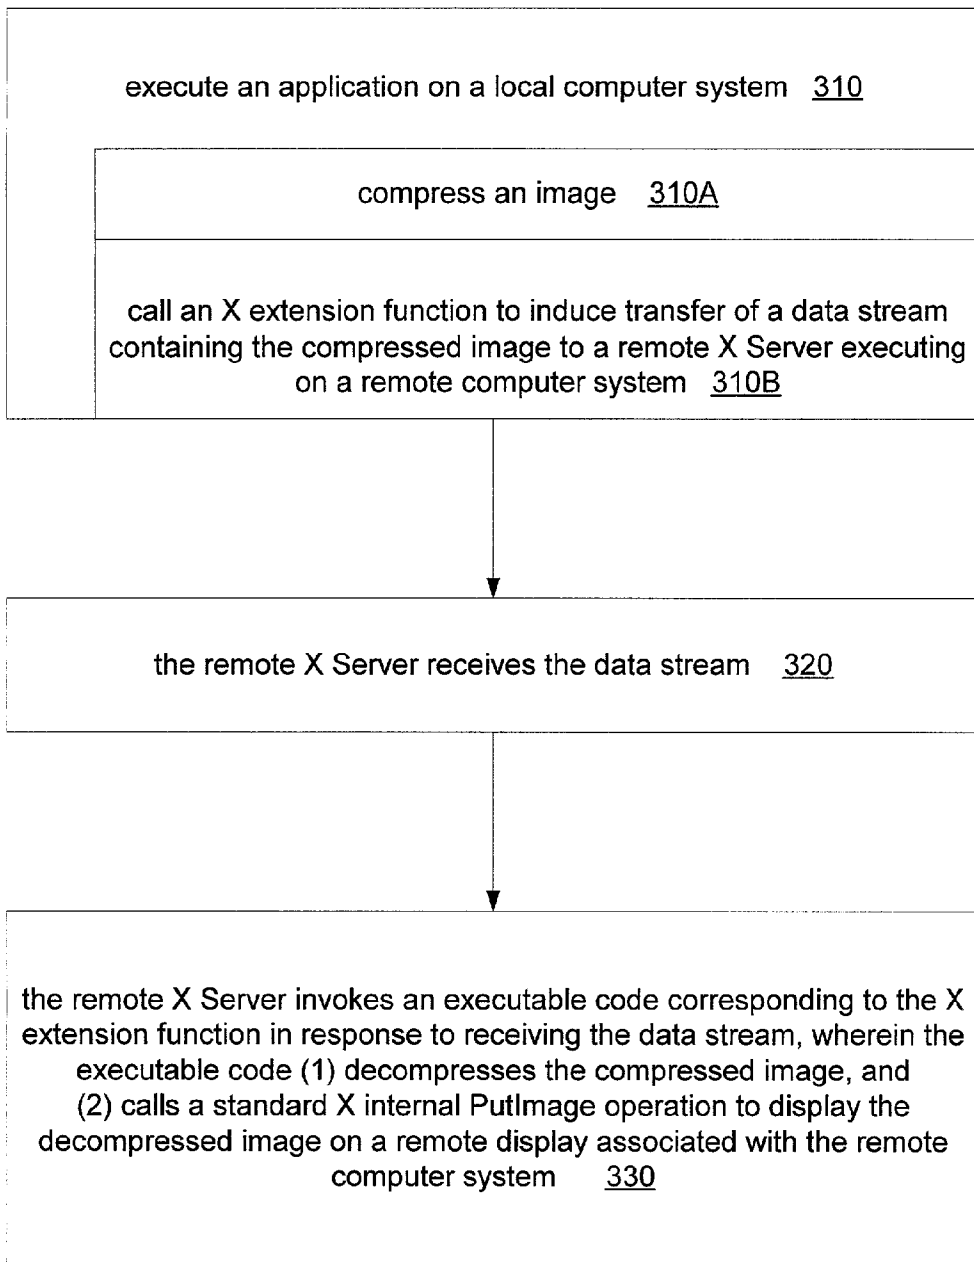 execute an application on a local computer system 310
compress an image 310A
call an X extension function to induce transfer of a data stream
containing the compressed image to a remote X Server executing
on a remote computer system 310B
the remote X Server receives the data stream 320
the remote X Server invokes an executable code corresponding to the X
extension function in response to receiving the data stream, wherein the
executable code (1) decompresses the compressed image, and
(2) calls a standard X internal PutImage operation to display the
decompressed image on a remote display associated with the remote
computer system 330